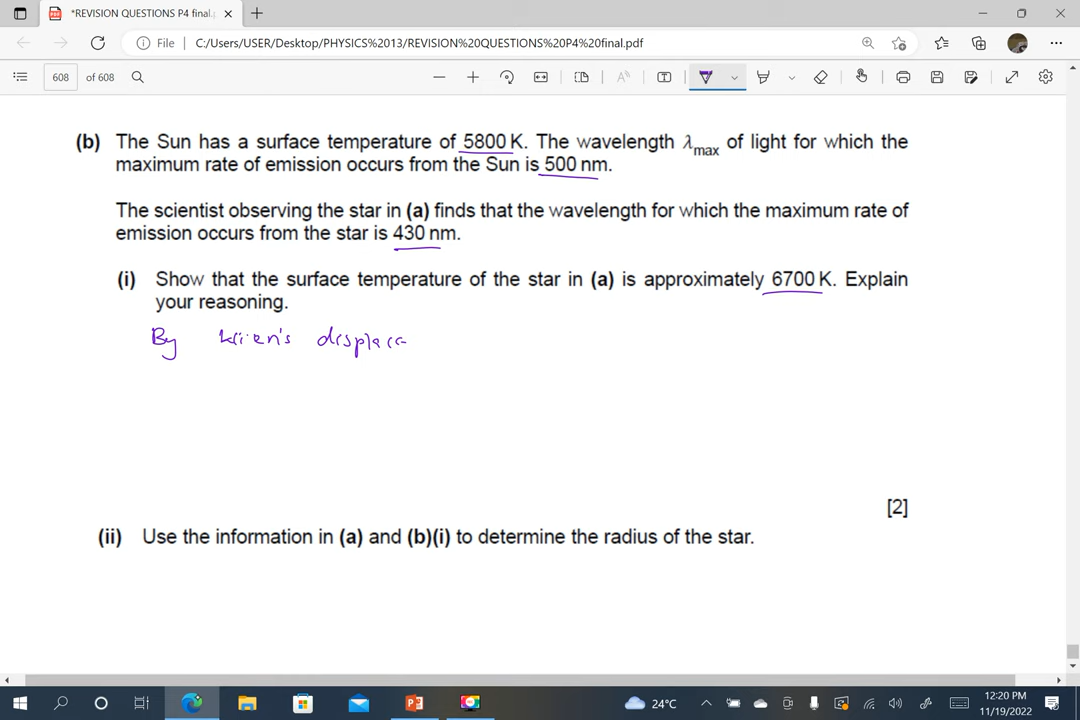 *REVISION QUESTIONS P4 final.p
File C:/Users/USER/Desktop/PHYSICS%2013/REVISION%20QUESTIONS%20P4%20final.pdf
608 of 608
(b) The Sun has a surface temperature of 5800 K. The wavelength λmax of light for which the
maximum rate of emission occurs from the Sun is 500 nm.
The scientist observing the star in (a) finds that the wavelength for which the maximum rate of
emission occurs from the star is 430 nm.
(i) Show that the surface temperature of the star in (a) is approximately 6700 K. Explain
your reasoning.
By Wien's displace
[2]
(ii) Use the information in (a) and (b)(i) to determine the radius of the star.
24°C
12:20 PM
11/19/2022